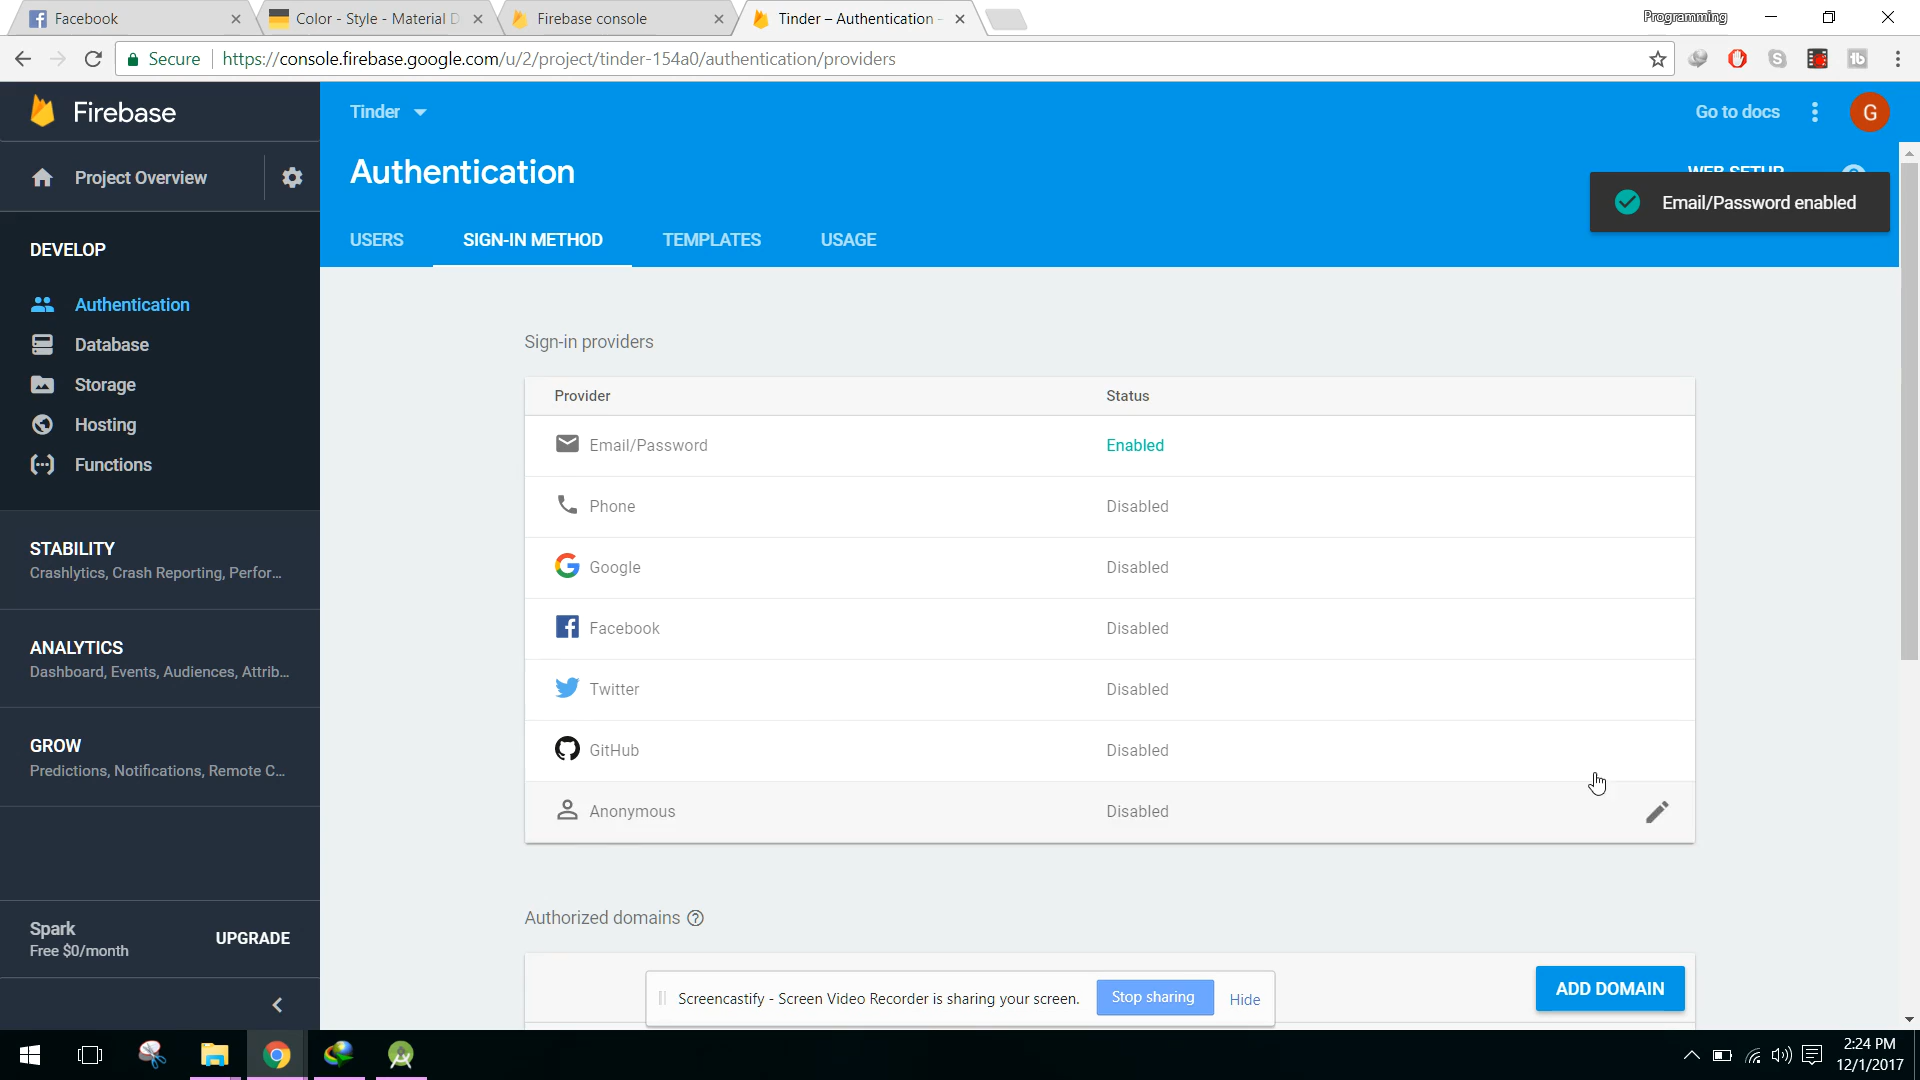 Facebook
Color - Style - Material D
Firebase console
Tinder – Authentication -
Programming
Secure
https://console.firebase.google.com/u/2/project/tinder-154a0/authentication/providers
Firebase
Tinder
Go to docs
G
Project Overview
Authentication
WEB SETUP
Email/Password enabled
USERS
SIGN-IN METHOD
TEMPLATES
USAGE
DEVELOP
Authentication
Database
Storage
Hosting
Functions
STABILITY
Crashlytics, Crash Reporting, Perfor...
ANALYTICS
Dashboard, Events, Audiences, Attrib...
GROW
Predictions, Notifications, Remote C...
Spark
Free $0/month
UPGRADE
Sign-in providers
Provider
Status
Email/Password
Enabled
Phone
Disabled
Google
Disabled
Facebook
Disabled
Twitter
Disabled
GitHub
Disabled
Anonymous
Disabled
Authorized domains
ADD DOMAIN
Screencastify - Screen Video Recorder is sharing your screen.
Stop sharing
Hide
2:24 PM
12/1/2017